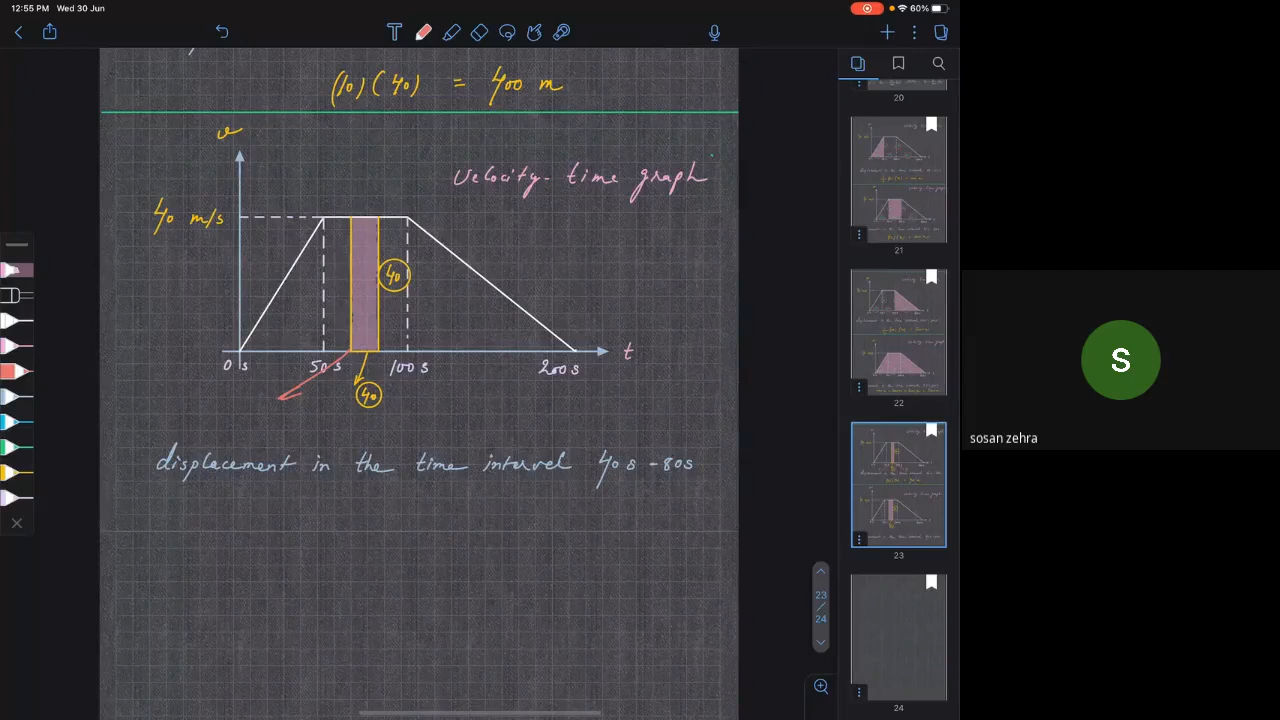 12:55 PM Wed 30 Jun
60%
(10) (40) = 400 m
v
velocity - time graph
40 m/s
40
0 s 50 s 100 s 200 s t
40
displacement in the time interval 40 s - 80 s
20
21
22
23
24
23
24
S
sosan zehra